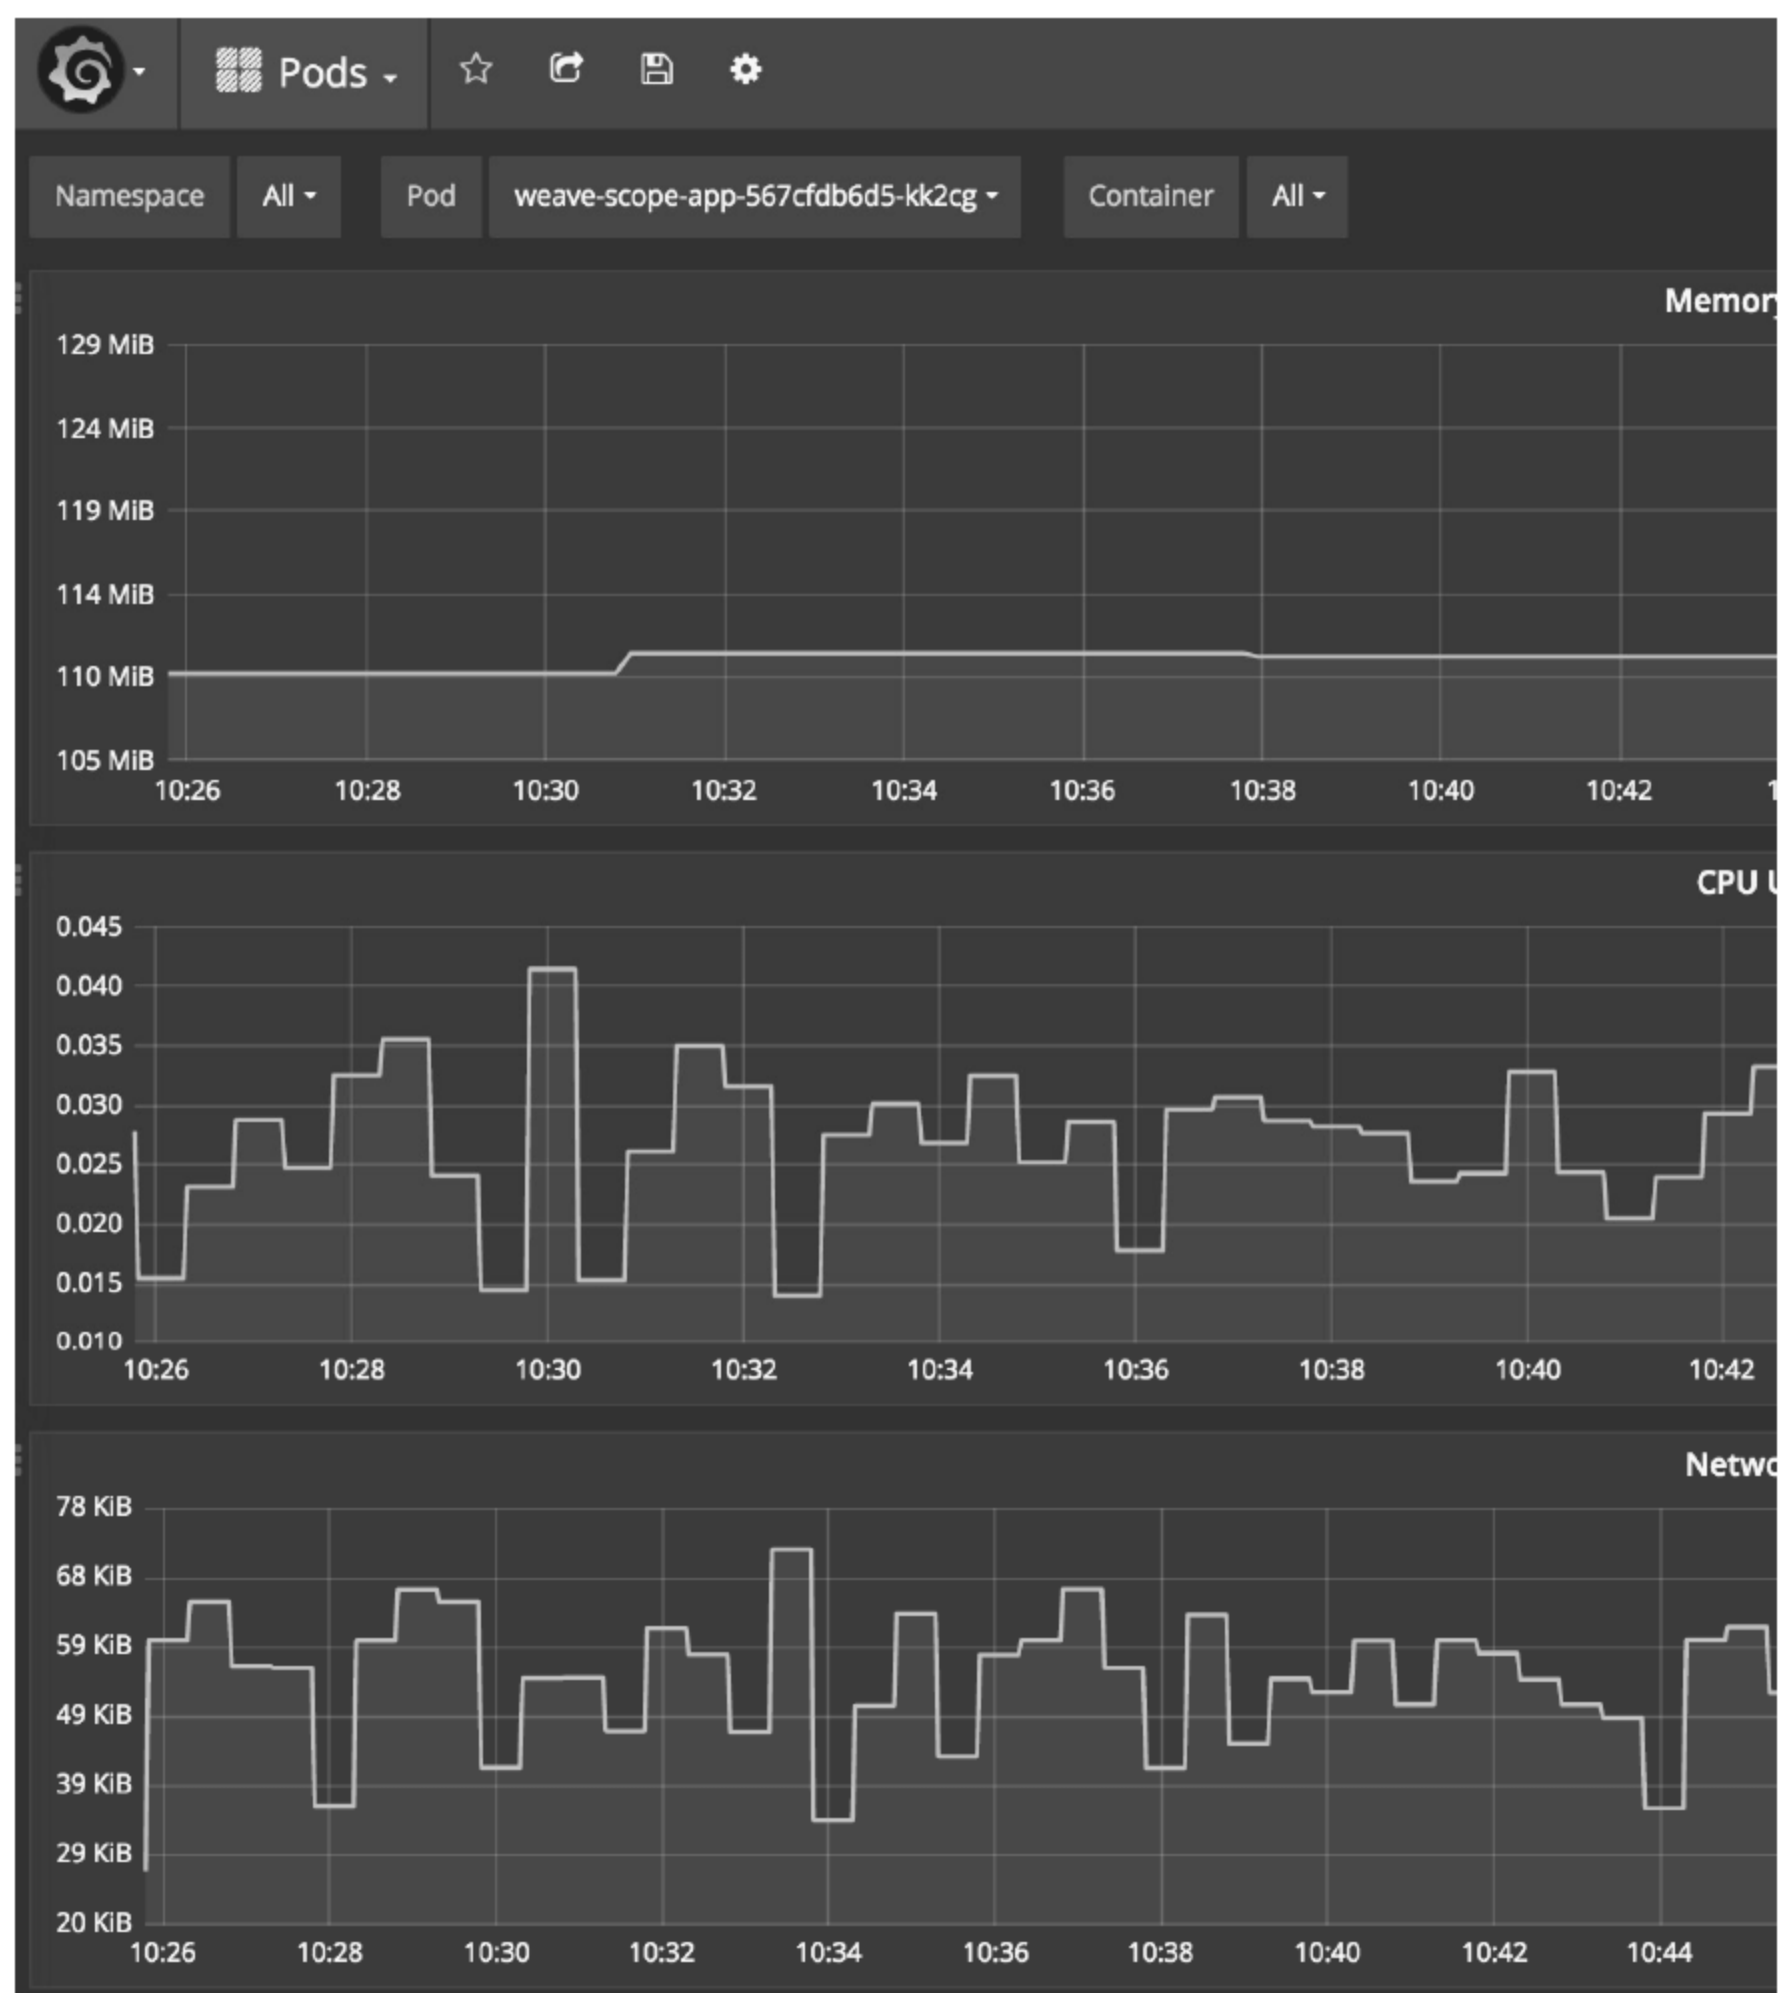 Pods
Namespace All Pod weave-scope-app-567cfdb6d5-kk2cg Container All
Memory
129 MiB
124 MiB
119 MiB
114 MiB
110 MiB
105 MiB
10:26 10:28 10:30 10:32 10:34 10:36 10:38 10:40 10:42 1
CPU U
0.045
0.040
0.035
0.030
0.025
0.020
0.015
0.010
10:26 10:28 10:30 10:32 10:34 10:36 10:38 10:40 10:42
Netwo
78 KiB
68 KiB
59 KiB
49 KiB
39 KiB
29 KiB
20 KiB
10:26 10:28 10:30 10:32 10:34 10:36 10:38 10:40 10:42 10:44